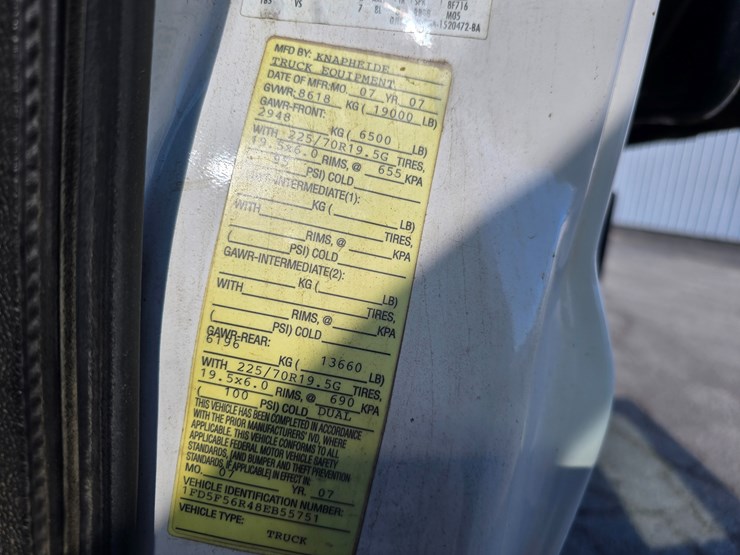 VS
BL
BF716
M05
1520472-BA
MFD BY: KNAPHEIDE
TRUCK EQUIPMENT
DATE OF MFR:MO. 07 YR 07
GVWR: 8618 KG ( 19000 LB)
GAWR-FRONT:
2948 KG ( 6500 LB)
WITH 225/70R19.5G TIRES,
19.5x6.0 RIMS, @ 655 KPA
( 95 PSI) COLD
INTERMEDIATE(1):
KG ( LB)
WITH TIRES,
RIMS, @ KPA
( PSI) COLD
GAWR-INTERMEDIATE(2):
KG ( LB)
WITH TIRES,
RIMS, @ KPA
( PSI) COLD
GAWR-REAR:
6196 KG ( 13660 LB)
WITH 225/70R19.5G TIRES,
19.5x6.0 RIMS, @ 690 KPA
( 100 PSI) COLD DUAL
THIS VEHICLE HAS BEEN COMPLETED IN ACCORDANCE
WITH THE PRIOR MANUFACTURERS' IVD, WHERE
APPLICABLE. THIS VEHICLE CONFORMS TO ALL
APPLICABLE FEDERAL MOTOR VEHICLE SAFETY
STANDARDS, (AND BUMPER AND THEFT PREVENTION
STANDARDS, IF APPLICABLE) IN EFFECT IN:
MO. 07 YR. 07
VEHICLE IDENTIFICATION NUMBER:
1FD5F56R48EB55751
VEHICLE TYPE: TRUCK